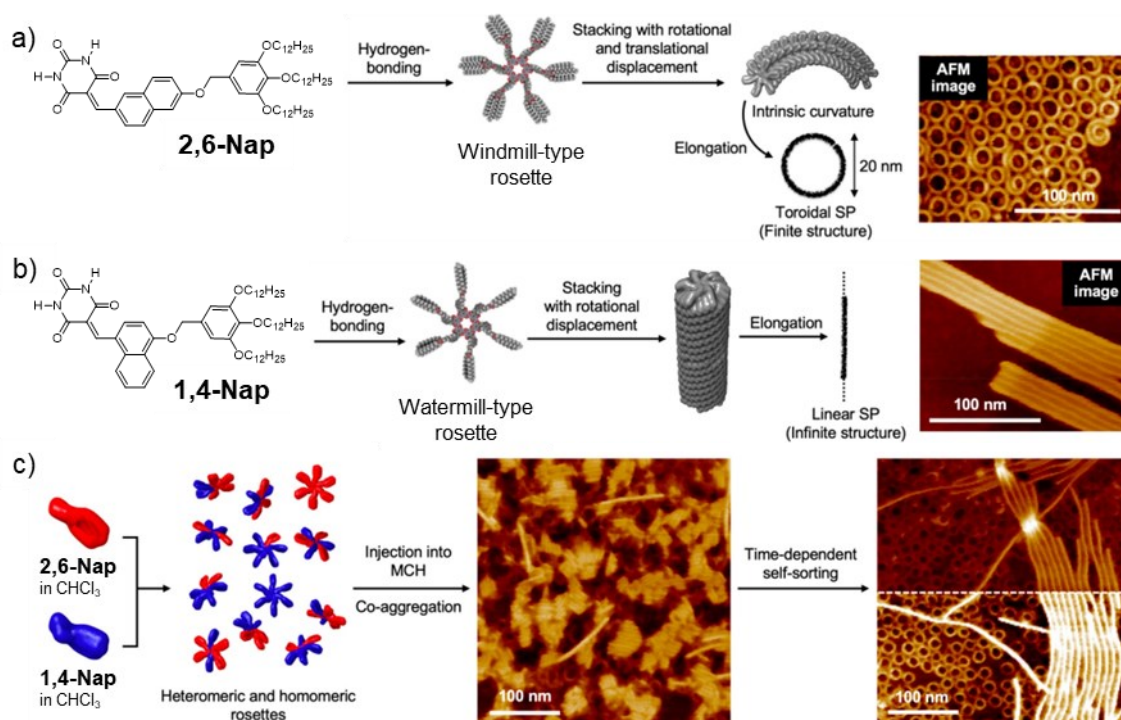 a)
O
H
N
O
H-N
O
O
OC12H25
OC12H25
OC12H25
2,6-Nap
Hydrogen-
bonding
Windmill-type
rosette
Stacking with rotational
and translational
displacement
Intrinsic curvature
Elongation
20 nm
Toroidal SP
(Finite structure)
AFM
image
100 nm
b)
O
H
N
O
H-N
O
O
OC12H25
OC12H25
OC12H25
1,4-Nap
Hydrogen-
bonding
Watermill-type
rosette
Stacking
with rotational
displacement
Elongation
Linear SP
(Infinite structure)
AFM
image
100 nm
c)
2,6-Nap
in CHCl3
1,4-Nap
in CHCl3
Heteromeric and homomeric
rosettes
Injection into
MCH
Co-aggregation
100 nm
Time-dependent
self-sorting
100 nm